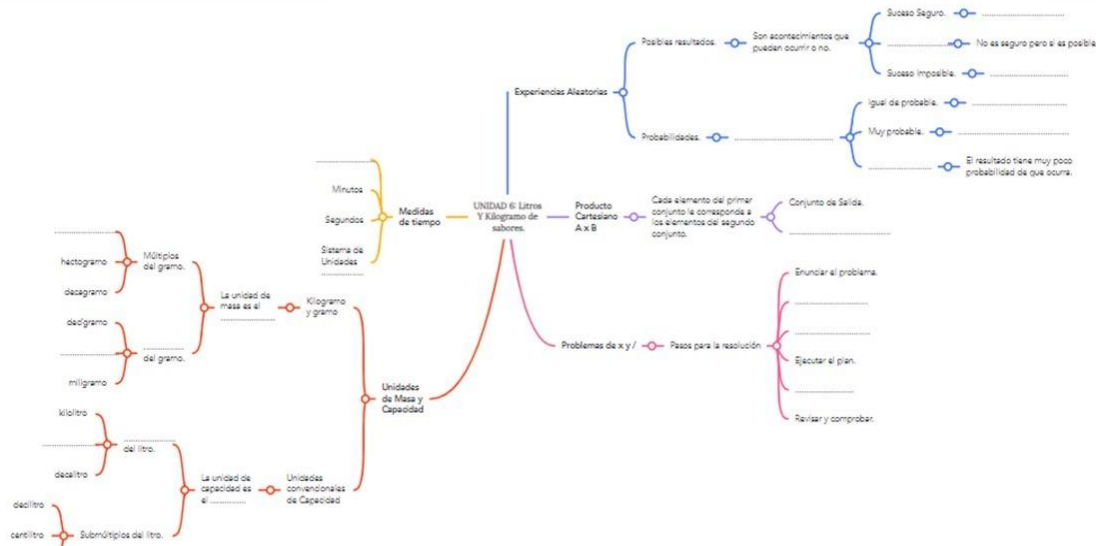 UNIDAD 6: Litros
Y Kilogramo de
sabores.
Experiencias Aleatorias
Posibles resultados.
Son acontecimientos que
pueden ocurrir o no.
Suceso Seguro.
................................
................................
No es seguro pero si es posible
Suceso Imposible.
................................
Probabilidades.
................................
Igual de probable.
................................
Muy probable.
................................
................................
El resultado tiene muy poco
probabilidad de que ocurra.
Producto
Cartesiano
A x B
Cada elemento del primer
conjunto le corresponde a
los elementos del segundo
conjunto.
Conjunto de Salida.
................................
Problemas de x y /
Pasos para la resolución
Enunciar el problema.
................................
................................
Ejecutar el plan.
................................
Revisar y comprobar.
Medidas
de tiempo
................................
Minutos
Segundos
Sistema de
Unidades
................
Unidades
de Masa y
Capacidad
Kilogramo
y gramo
La unidad de
masa es el
................
Múltiplos
del gramo.
................................
hectogramo
decagramo
................
del gramo.
decigramo
................................
miligramo
Unidades
convencionales
de Capacidad
La unidad de
capacidad es
el ................
................
del litro.
kilolitro
................................
decalitro
Submúltiplos del litro.
decilitro
centilitro